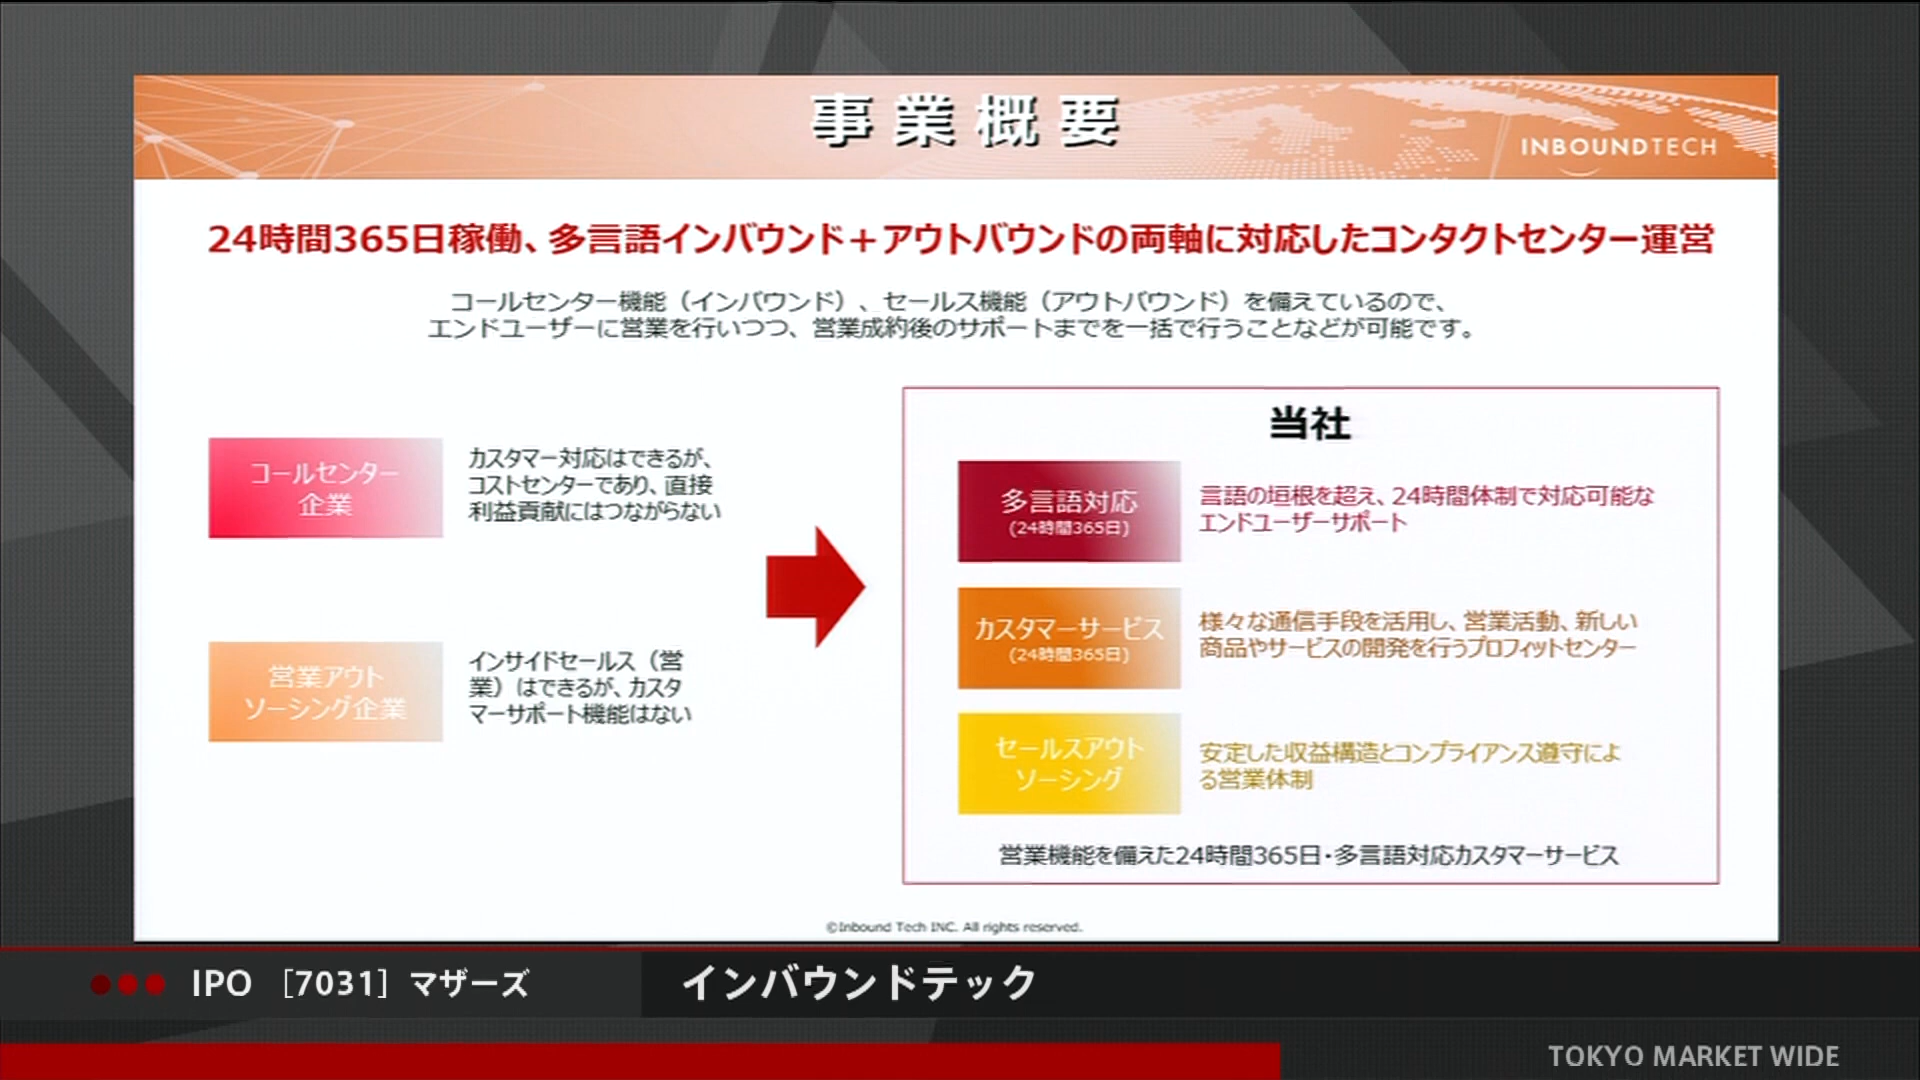 事業概要
INBOUNDTECH
24時間365日稼働、多言語インバウンド＋アウトバウンドの両軸に対応したコンタクトセンター運営
コールセンター機能（インバウンド）、セールス機能（アウトバウンド）を備えているので、
エンドユーザーに営業を行いつつ、営業成約後のサポートまでを一括で行うことなどが可能です。
コールセンター
企業
カスタマー対応はできるが、
コストセンターであり、直接
利益貢献にはつながらない
営業アウト
ソーシング企業
インサイドセールス（営
業）はできるが、カスタ
マーサポート機能はない
当社
多言語対応
(24時間365日)
言語の垣根を超え、24時間体制で対応可能な
エンドユーザーサポート
カスタマーサービス
(24時間365日)
様々な通信手段を活用し、営業活動、新しい
商品やサービスの開発を行うプロフィットセンター
セールスアウト
ソーシング
安定した収益構造とコンプライアンス遵守によ
る営業体制
営業機能を備えた24時間365日・多言語対応カスタマーサービス
©Inbound Tech INC. All rights reserved.
IPO [7031] マザーズ
インバウンドテック
TOKYO MARKET WIDE